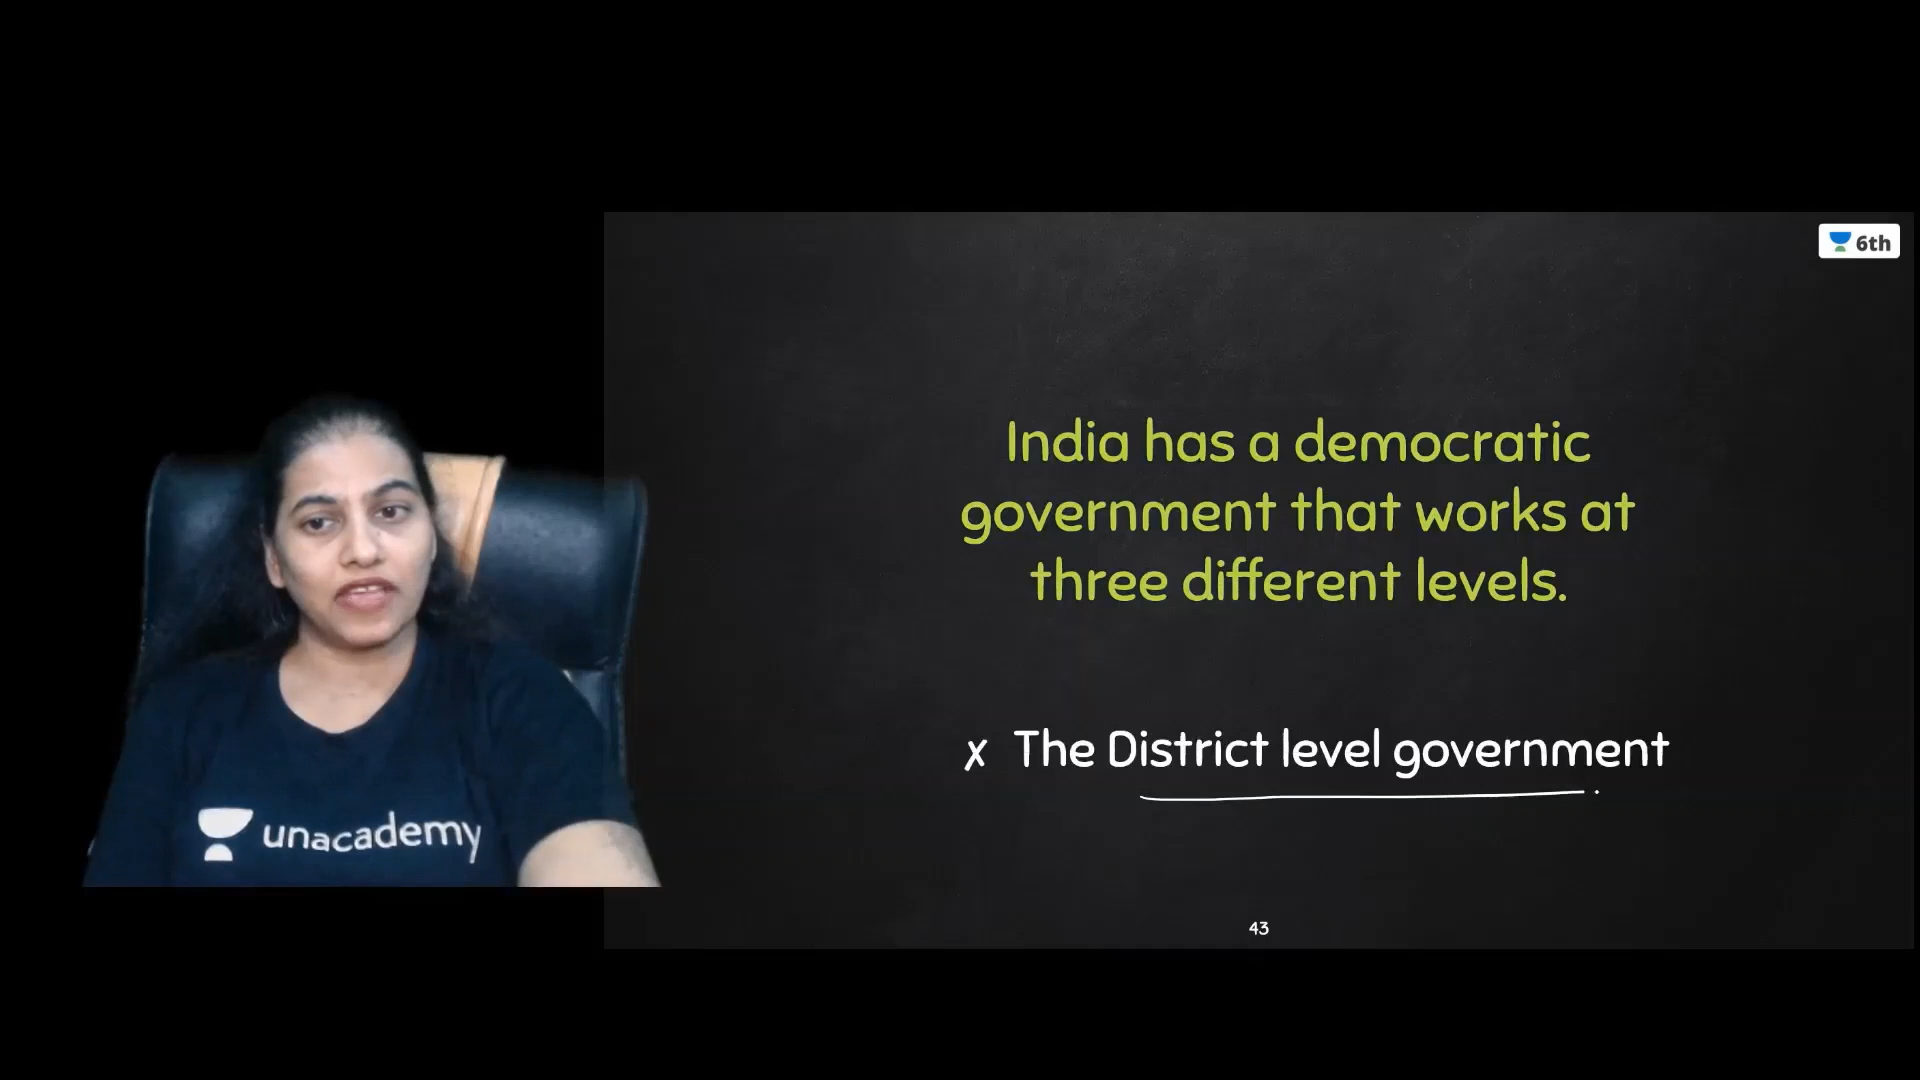 6th
India has a democratic
government that works at
three different levels.
x The District level government
unacademy
43